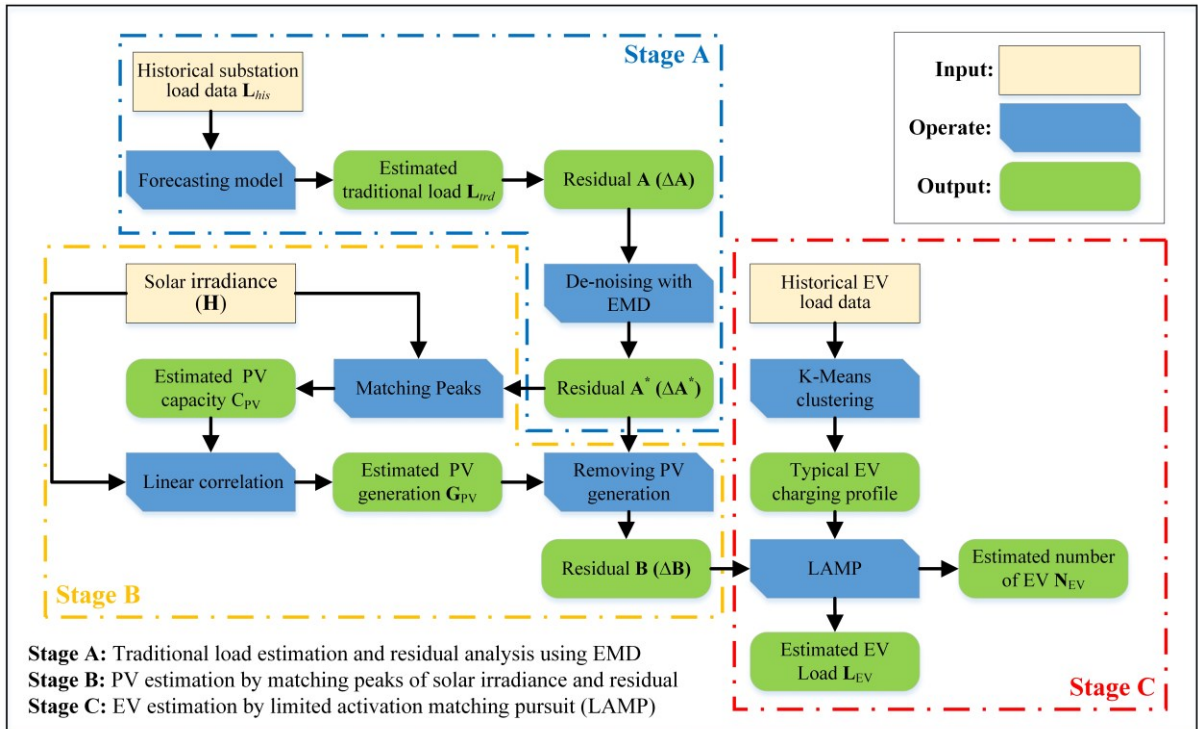 Stage A
Historical substation
load data L_his
Forecasting model
Estimated
traditional load L_trd
Residual A (ΔA)
Input:
Operate:
Output:
Solar irradiance
(H)
De-noising with
EMD
Historical EV
load data
Estimated PV
capacity C_PV
Matching Peaks
Residual A* (ΔA*)
K-Means
clustering
Linear correlation
Estimated PV
generation G_PV
Removing PV
generation
Typical EV
charging profile
Residual B (ΔB)
LAMP
Estimated number
of EV N_EV
Stage B
Estimated EV
Load L_EV
Stage C
Stage A: Traditional load estimation and residual analysis using EMD
Stage B: PV estimation by matching peaks of solar irradiance and residual
Stage C: EV estimation by limited activation matching pursuit (LAMP)